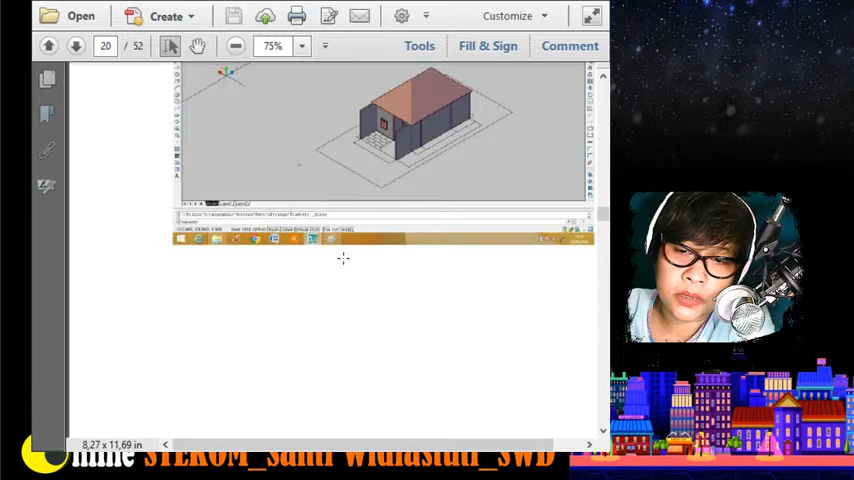 Open
Create
Customize
20 / 52
75%
Tools
Fill & Sign
Comment
8,27 x 11,69 in
STEKOM_Santi Widiastuti_SWD